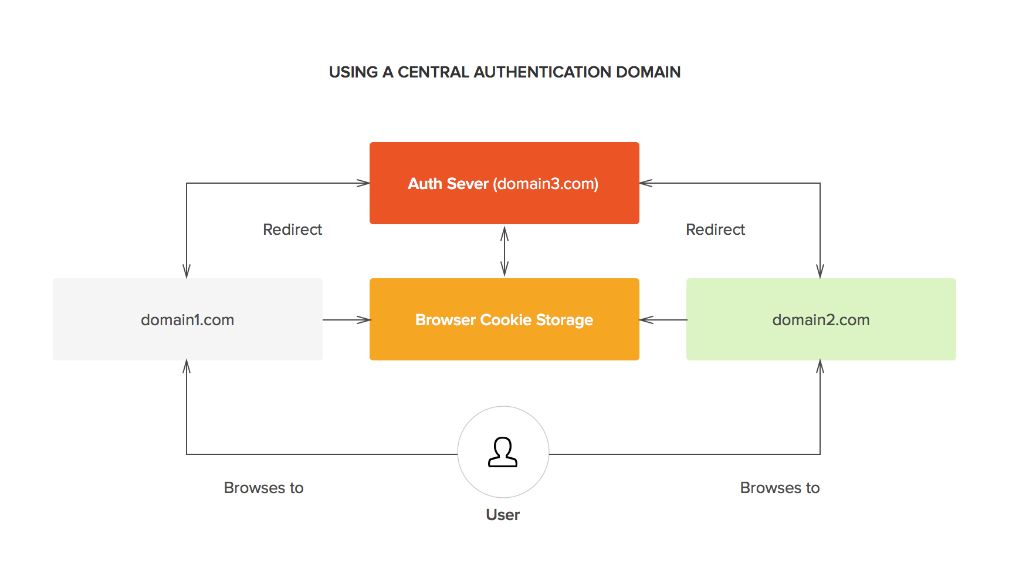 USING A CENTRAL AUTHENTICATION DOMAIN
Auth Sever (domain3.com)
Redirect
Redirect
domain1.com
Browser Cookie Storage
domain2.com
Browses to
Browses to
User